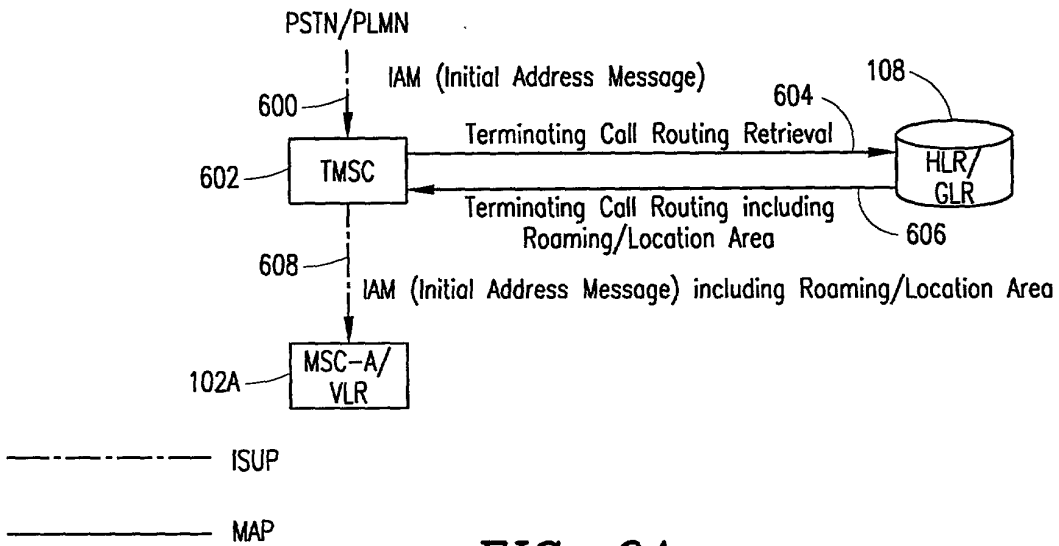 PSTN/PLMN
IAM (Initial Address Message)
600
604
108
Terminating Call Routing Retrieval
602
TMSC
HLR/
GLR
Terminating Call Routing including
Roaming/Location Area
606
608
IAM (Initial Address Message) including Roaming/Location Area
MSC-A/
VLR
102A
ISUP
MAP